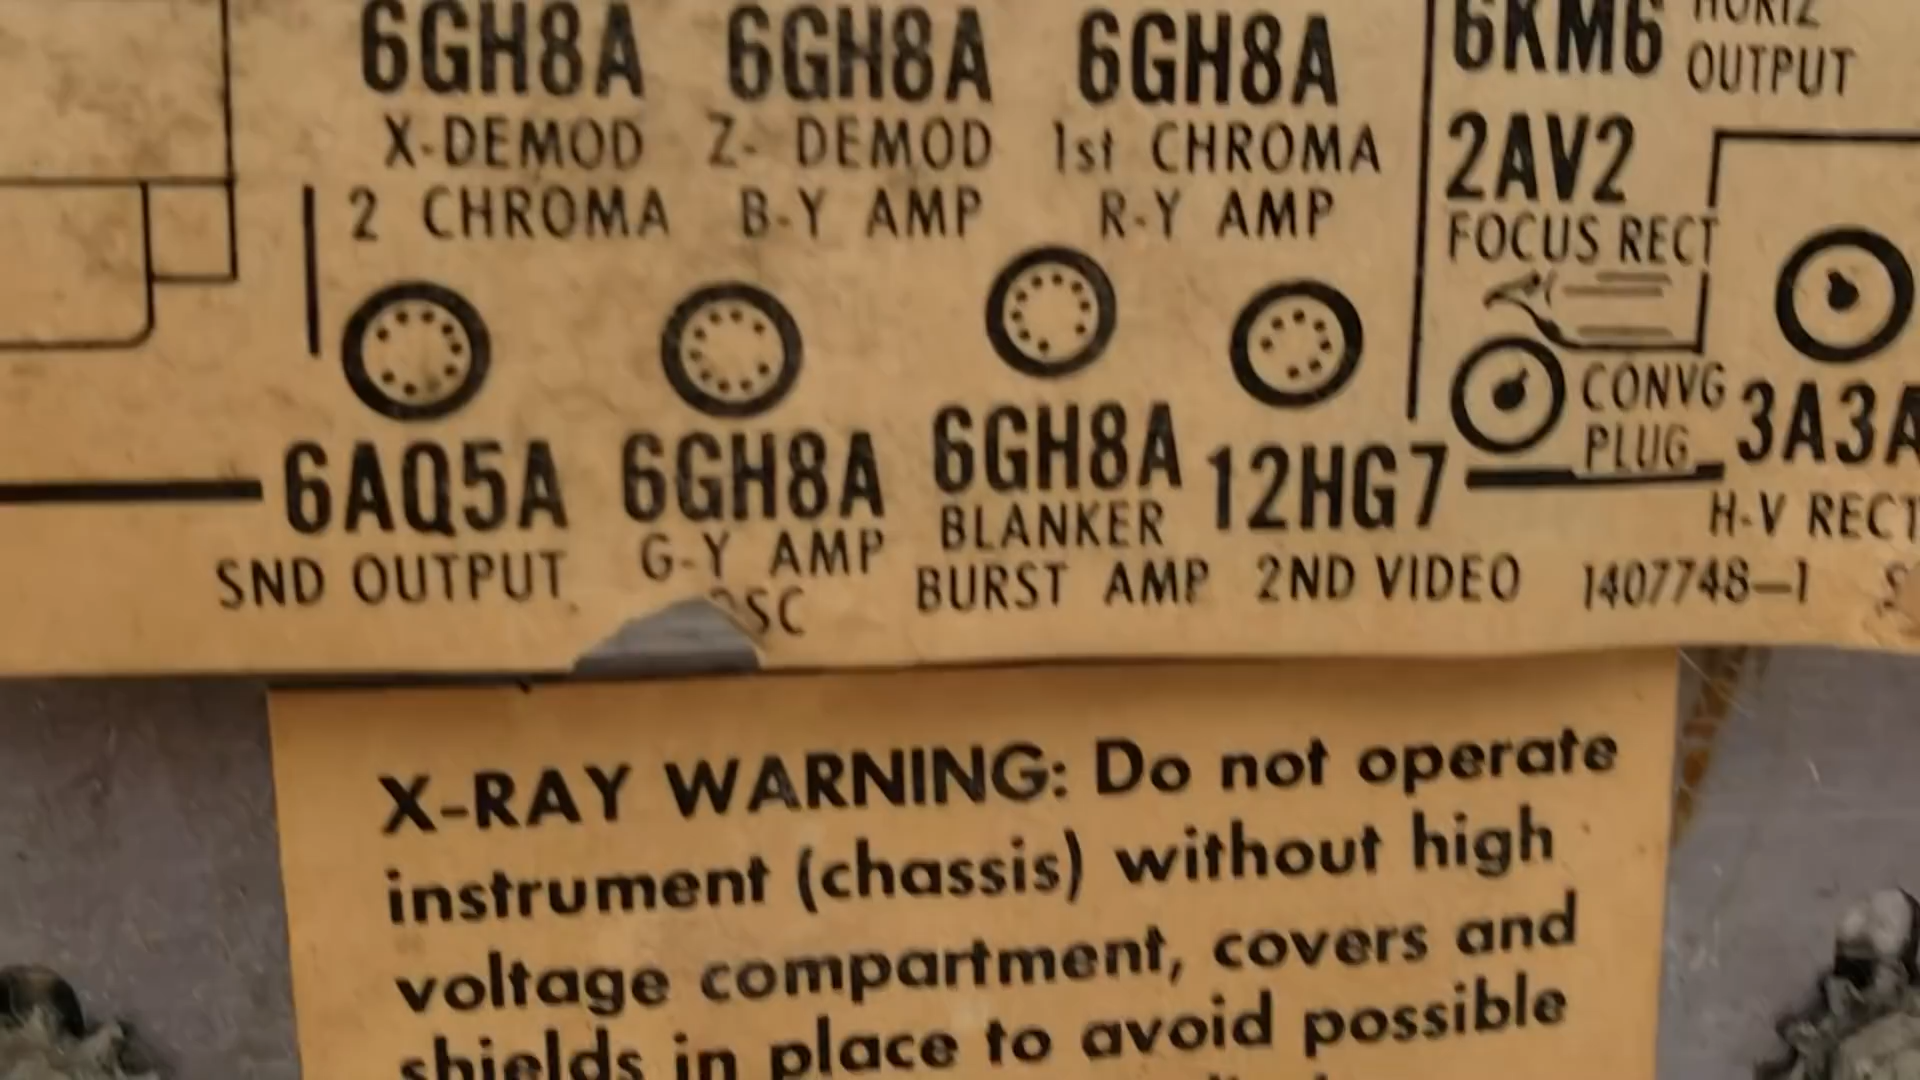 6GH8A 6GH8A 6GH8A 6KM6 HORIZ
OUTPUT
X-DEMOD Z- DEMOD 1st CHROMA 2AV2
2 CHROMA B-Y AMP R-Y AMP FOCUS RECT
CONVG
PLUG
3A3A
6AQ5A 6GH8A 6GH8A 12HG7
H-V RECT
SND OUTPUT G-Y AMP BLANKER
BURST AMP 2ND VIDEO 1407748-1
X-RAY WARNING: Do not operate
instrument (chassis) without high
voltage compartment, covers and
shields in place to avoid possible